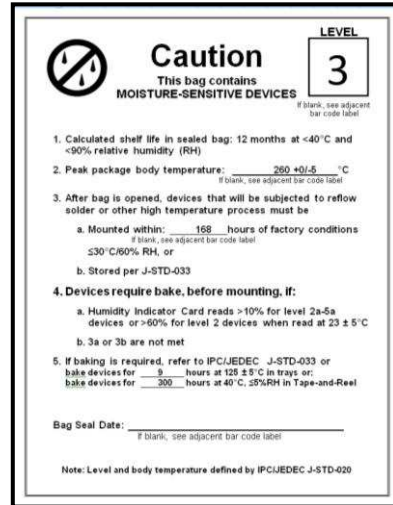 LEVEL
Caution
3
This bag contains
MOISTURE-SENSITIVE DEVICES
If blank, see adjacent
bar code label
1. Calculated shelf life in sealed bag: 12 months at <40°C and
<90% relative humidity (RH)
2. Peak package body temperature: 260 +0/-5 °C
If blank, see adjacent bar code label
3. After bag is opened, devices that will be subjected to reflow
solder or other high temperature process must be
a. Mounted within: 168 hours of factory conditions
If blank, see adjacent bar code label
≤30°C/60% RH, or
b. Stored per J-STD-033
4. Devices require bake, before mounting, if:
a. Humidity Indicator Card reads >10% for level 2a-5a
devices or >60% for level 2 devices when read at 23 ± 5°C
b. 3a or 3b are not met
5. If baking is required, refer to IPC/JEDEC J-STD-033 or
bake devices for 9 hours at 125 ± 5°C in trays or;
bake devices for 300 hours at 40°C, ≤5%RH in Tape-and-Reel
Bag Seal Date:
If blank, see adjacent bar code label
Note: Level and body temperature defined by IPC/JEDEC J-STD-020